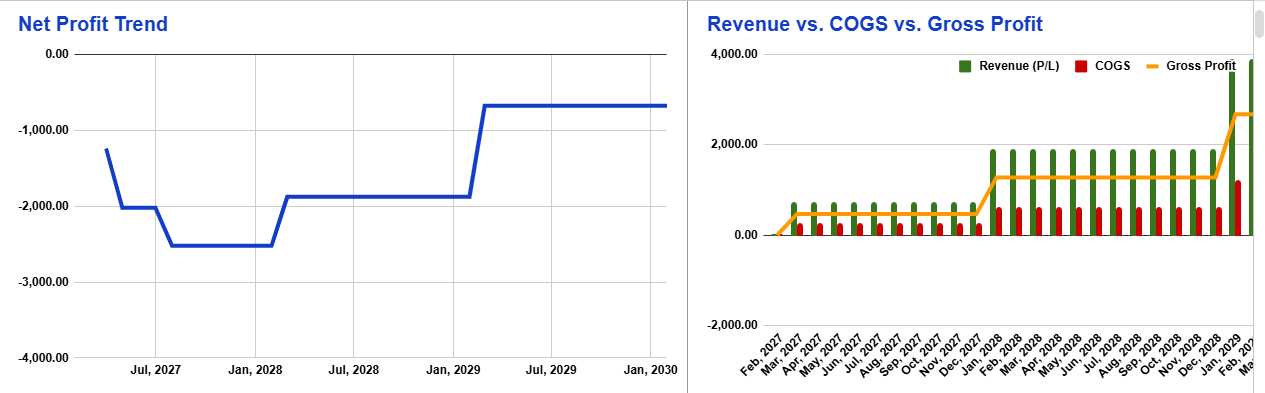 Net Profit Trend
0.00
-1,000.00
-2,000.00
-3,000.00
-4,000.00
Jul, 2027
Jan, 2028
Jul, 2028
Jan, 2029
Jul, 2029
Jan, 2030
Revenue vs. COGS vs. Gross Profit
Revenue (P/L)
COGS
Gross Profit
4,000.00
2,000.00
0.00
-2,000.00
Feb, 2027
Mar, 2027
Apr, 2027
May, 2027
Jun, 2027
Jul, 2027
Aug, 2027
Sep, 2027
Oct, 2027
Nov, 2027
Dec, 2027
Jan, 2028
Feb, 2028
Mar, 2028
Apr, 2028
May, 2028
Jun, 2028
Jul, 2028
Aug, 2028
Sep, 2028
Oct, 2028
Nov, 2028
Dec, 2028
Jan, 2029
Feb, 202
Ma